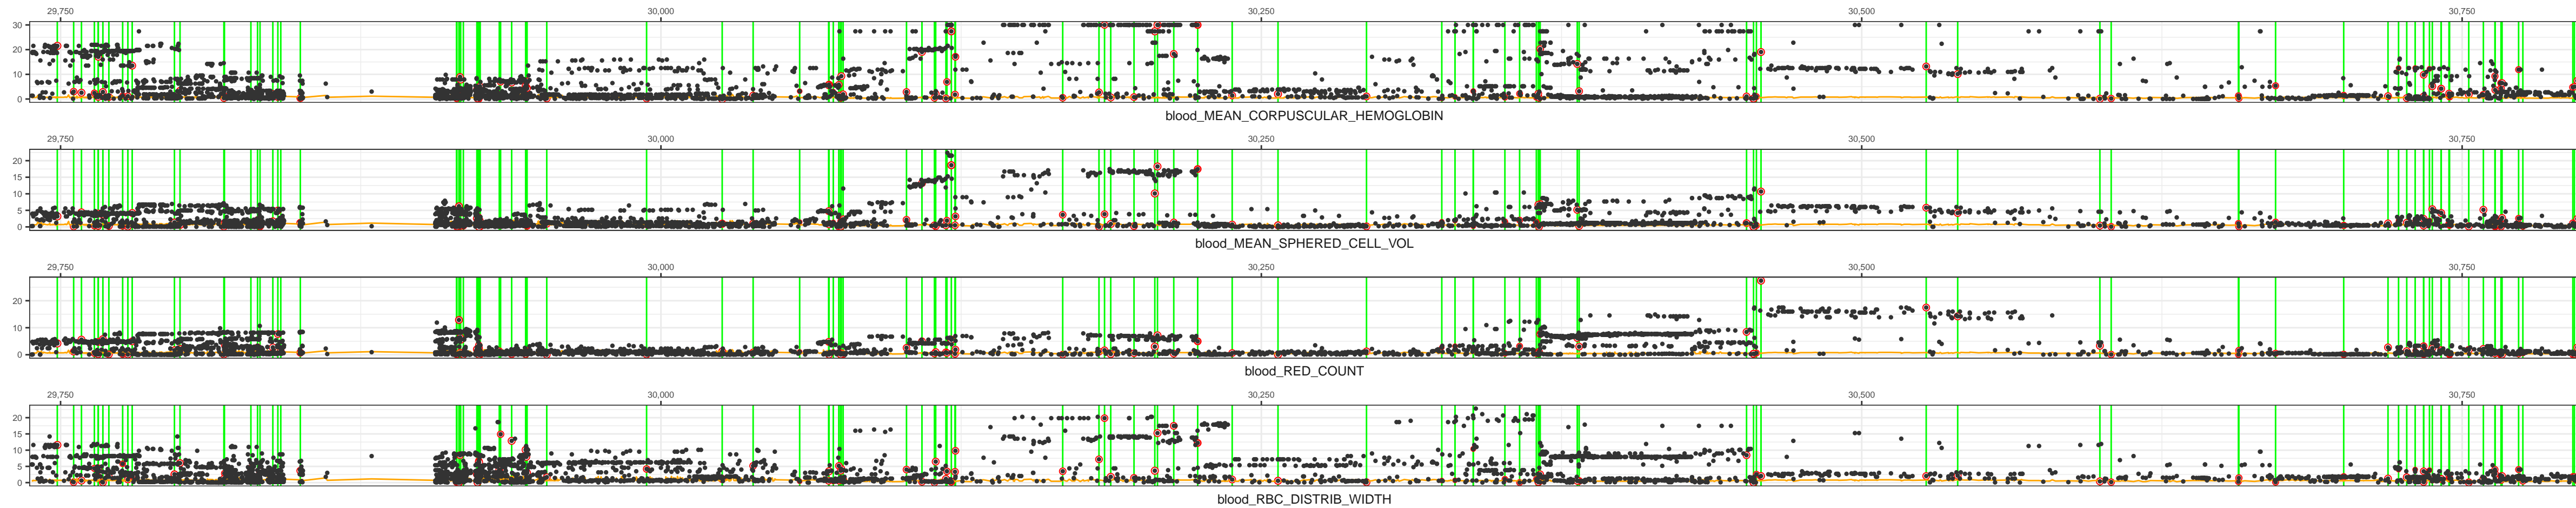 29,750 30,000 30,250 30,500 30,750
30
20
10
0
blood_MEAN_CORPUSCULAR_HEMOGLOBIN
29,750 30,000 30,250 30,500 30,750
20
15
10
5
0
blood_MEAN_SPHERED_CELL_VOL
29,750 30,000 30,250 30,500 30,750
20
10
0
blood_RED_COUNT
29,750 30,000 30,250 30,500 30,750
20
15
10
5
0
blood_RBC_DISTRIB_WIDTH